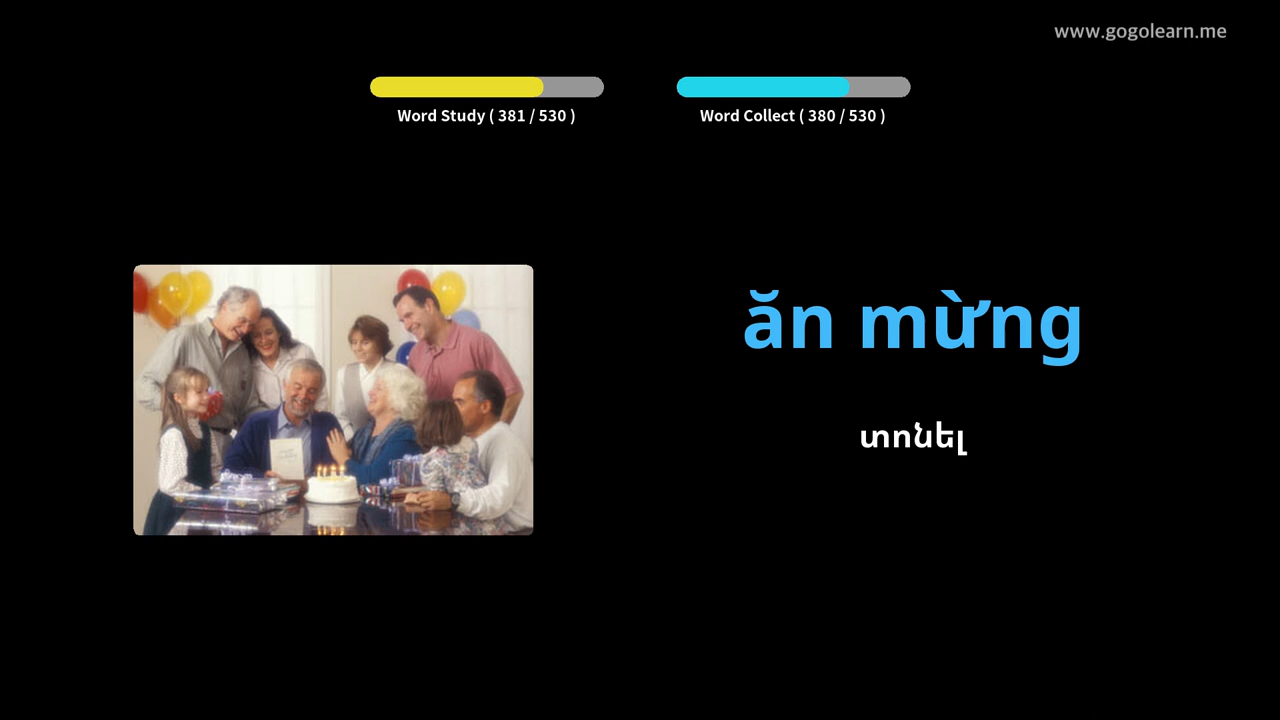 www.gogolearn.me
Word Study ( 381 / 530 )
Word Collect ( 380 / 530 )
ăn mừng
տոնել